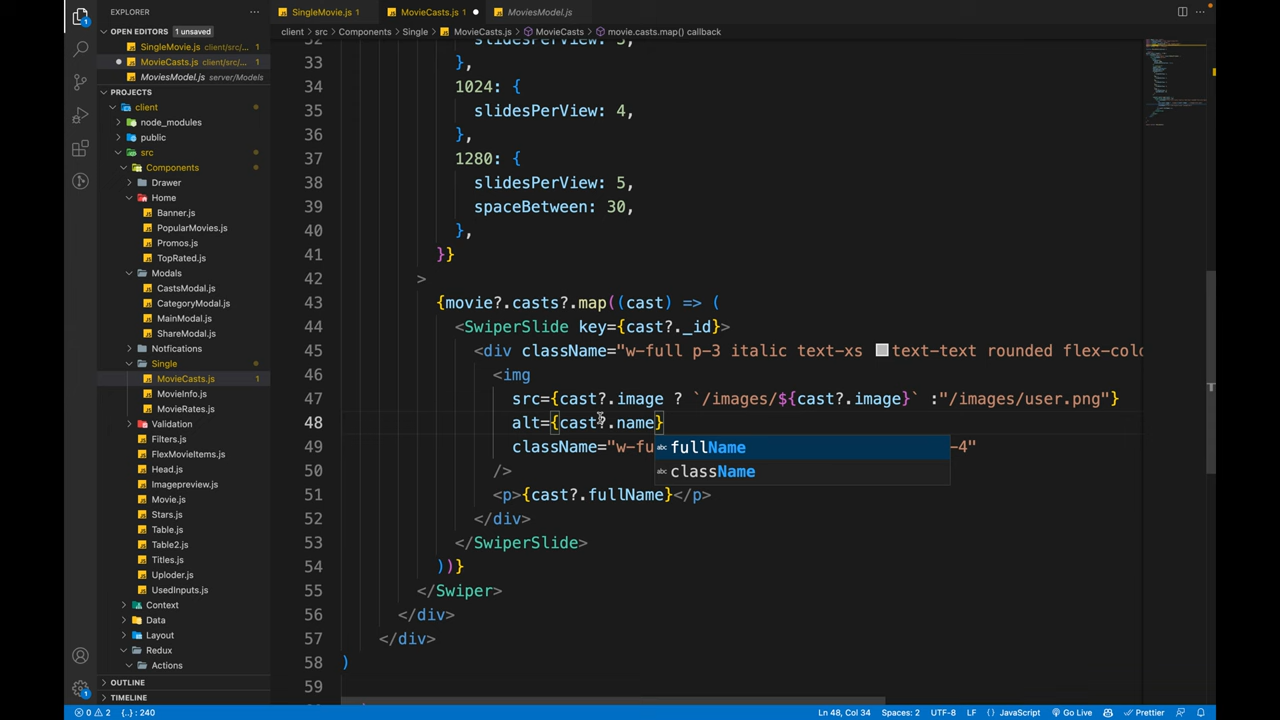 EXPLORER
SingleMovie.js 1
MovieCasts.js 1
MoviesModel.js
OPEN EDITORS 1 unsaved
client > src > Components > Single > MovieCasts.js > MovieCasts > movie.casts.map() callback
SingleMovie.js client/src/... 1
MovieCasts.js client/src/... 1
MoviesModel.js server/Models
PROJECTS
client
node_modules
public
src
Components
Drawer
Home
Banner.js
PopularMovies.js
Promos.js
TopRated.js
Modals
CastsModal.js
CategoryModal.js
MainModal.js
ShareModal.js
Notfications
Single
MovieCasts.js 1
MovieInfo.js
MovieRates.js
Validation
Filters.js
FlexMovieItems.js
Head.js
Imagepreview.js
Movie.js
Stars.js
Table.js
Table2.js
Titles.js
Uploder.js
UsedInputs.js
Context
Data
Layout
Redux
Actions
OUTLINE
TIMELINE
33 },
34 1024: {
35 slidesPerView: 4,
36 },
37 1280: {
38 slidesPerView: 5,
39 spaceBetween: 30,
40 },
41 }}
42 >
43 {movie?.casts?.map((cast) => (
44 <SwiperSlide key={cast?._id}>
45 <div className="w-full p-3 italic text-xs text-text rounded flex-colo
46 <img
47 src={cast?.image ? `/images/${cast?.image}` :"/images/user.png"}
48 alt={cast?.name}
49 className="w-fu -4"
fullName
className
50 />
51 <p>{cast?.fullName}</p>
52 </div>
53 </SwiperSlide>
54 ))}
55 </Swiper>
56 </div>
57 </div>
58 )
59
0 2 {..} : 240
Ln 48, Col 34 Spaces: 2 UTF-8 LF {} JavaScript Go Live Prettier